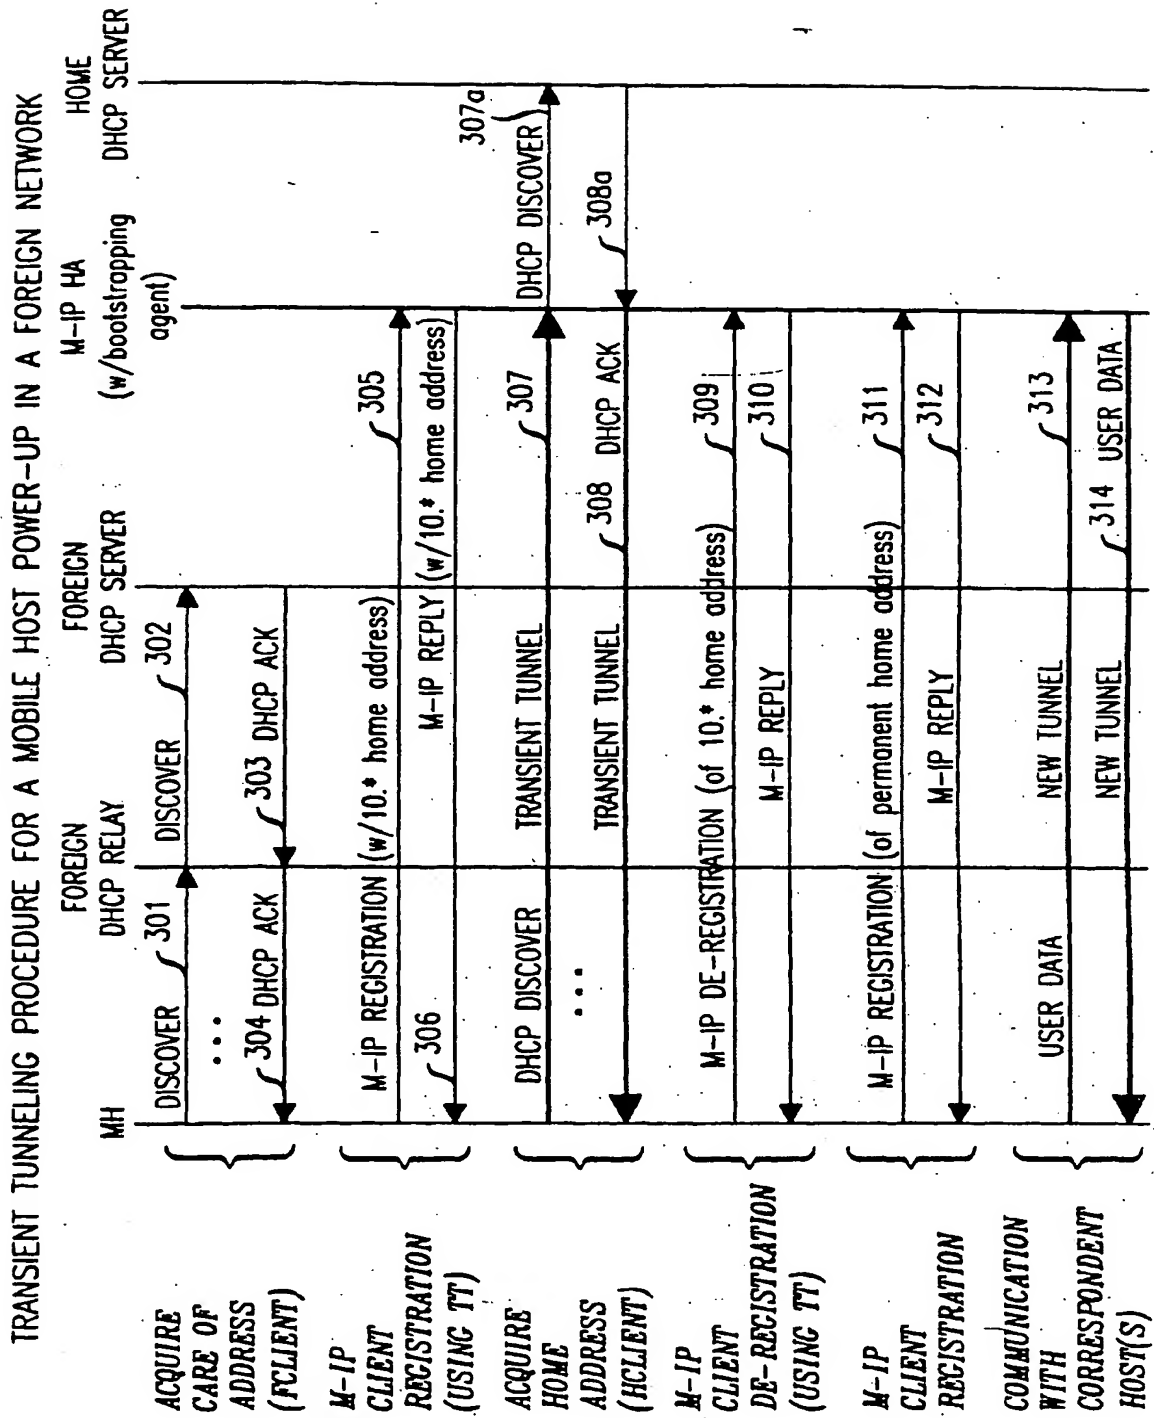 TRANSIENT TUNNELING PROCEDURE FOR A MOBILE HOST POWER-UP IN A FOREIGN NETWORK
MH
FOREIGN
DHCP RELAY
FOREIGN
DHCP SERVER
M-IP HA
(w/bootstrapping
agent)
HOME
DHCP SERVER
ACQUIRE
CARE OF
ADDRESS
(FCLIENT)
DISCOVER 301
DISCOVER 302
...
304 DHCP ACK
303 DHCP ACK
M-IP
CLIENT
REGISTRATION
(USING TT)
M-IP REGISTRATION (w/10.* home address)
305
306
M-IP REPLY (w/10.* home address)
ACQUIRE
HOME
ADDRESS
(HCLIENT)
DHCP DISCOVER
TRANSIENT TUNNEL
307
DHCP DISCOVER
307a
...
TRANSIENT TUNNEL
308 DHCP ACK
308a
M-IP
CLIENT
DE-REGISTRATION
(USING TT)
M-IP DE-REGISTRATION (of 10.* home address)
309
M-IP REPLY
310
M-IP
CLIENT
REGISTRATION
M-IP REGISTRATION (of permanent home address)
311
M-IP REPLY
312
COMMUNICATION
WITH
CORRESPONDENT
HOST(S)
USER DATA
NEW TUNNEL
313
NEW TUNNEL
314 USER DATA